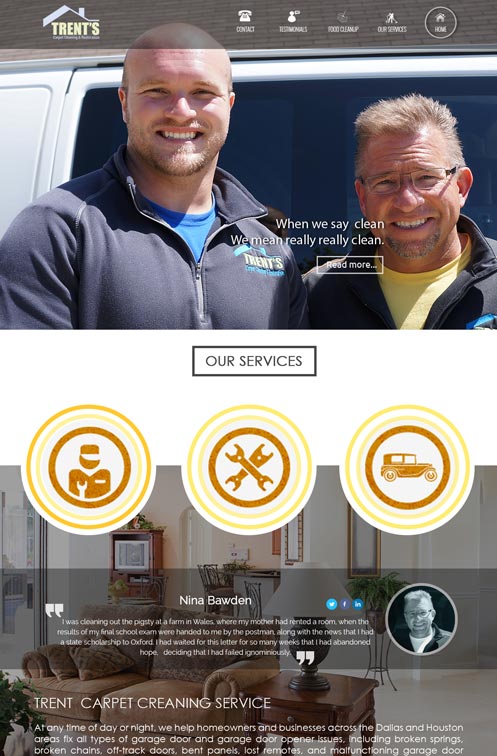 TRENT'S
Carpet Cleaning & Restoration
CONTACT
TESTIMONIALS
FOOD CLEANUP
OUR SERVICES
HOME
When we say clean
We mean really really clean.
TRENT'S
Read more...
OUR SERVICES
Nina Bawden
I was cleaning out the pigsty at a farm in Wales, where my mother had rented a room, when the
results of my final school exam were handed to me by the postman, along with the news that I had
a state scholarship to Oxford. I had waited for this letter for so many weeks that I had abandoned
hope, deciding that I had failed ignominiously.
TRENT CARPET CREANING SERVICE
At any time of day or night, we help homeowners and businesses across the Dallas and Houston
areas fix all types of garage door and garage door opener issues, including broken springs,
broken chains, off-track doors, bent panels, lost remotes, and malfunctioning garage door